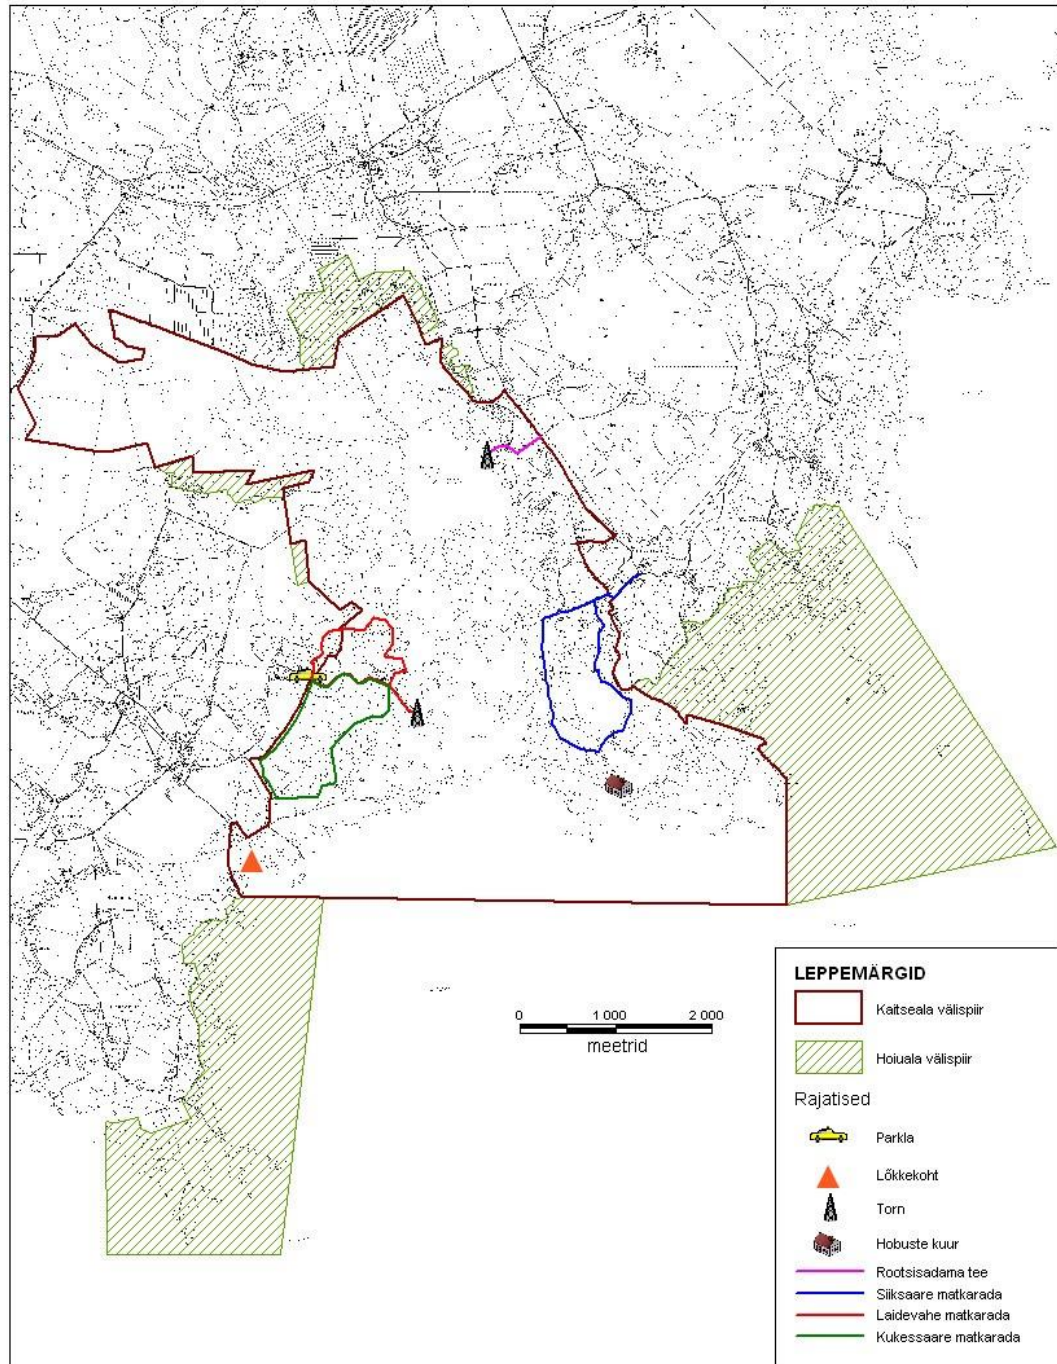 0 1 000 2 000
meetrid
LEPPEMÄRGID
Kaitseala välispiir
Hoiuala välispiir
Rajatised
Parkla
Lõkkekoht
Torn
Hobuste kuur
Rootsisadama tee
Siiksaare matkarada
Laidevahe matkarada
Kukessaare matkarada